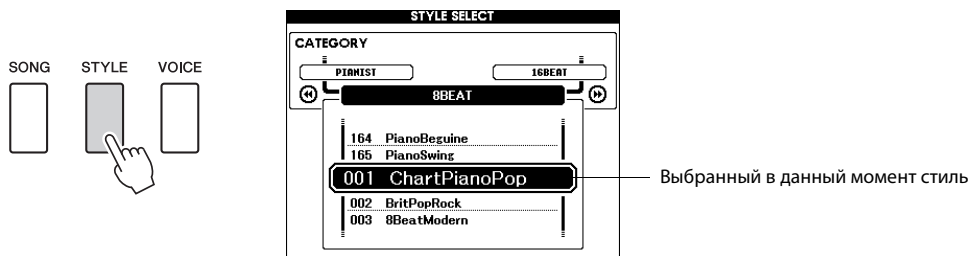 SONG STYLE VOICE
STYLE SELECT
CATEGORY
PIANIST 16BEAT
8BEAT
164 PianoBeguine
165 PianoSwing
001 ChartPianoPop
002 BritPopRock
003 8BeatModern
Выбранный в данный момент стиль